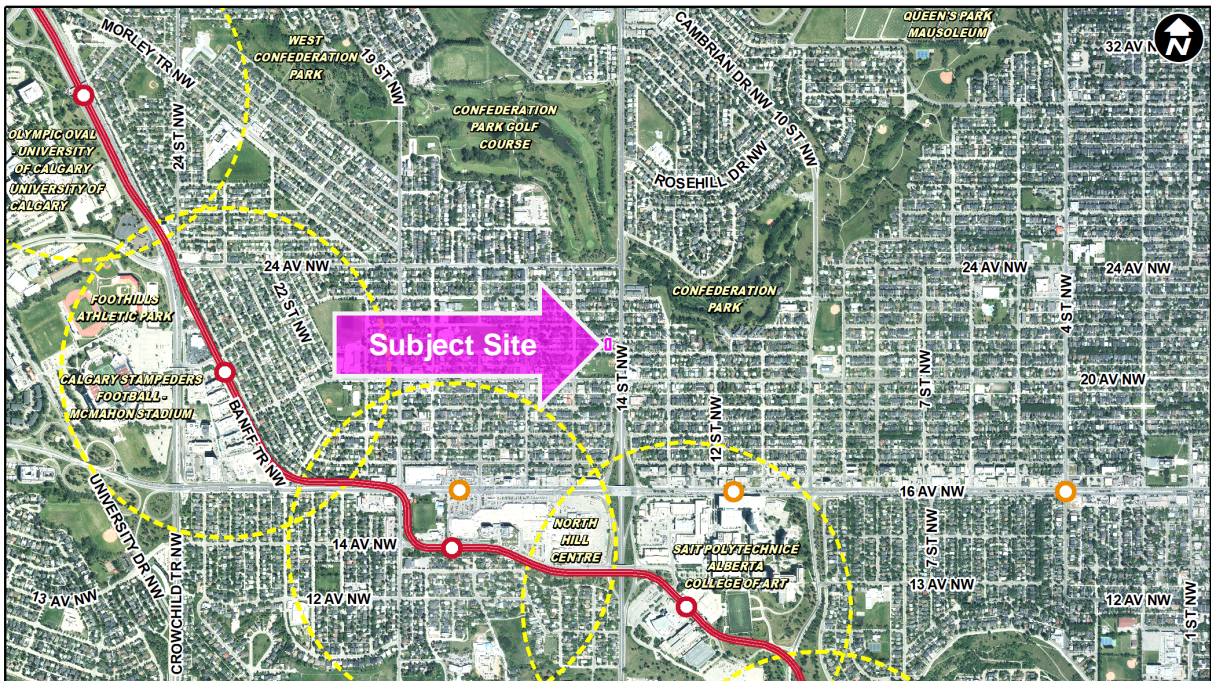 MORLEY TR NW
WEST
CONFEDERATION
PARK
19 ST NW
CAMBRIAN DR NW
QUEEN'S PARK
MAUSOLEUM
32 AV N
N
24 ST NW
CONFEDERATION
PARK GOLF
COURSE
10 ST NW
OLYMPIC OVAL
- UNIVERSITY
OF CALGARY
UNIVERSITY OF
CALGARY
ROSEHILL DR NW
24 AV NW
24 AV NW
24 AV NW
22 ST NW
FOOTHILLS
ATHLETIC PARK
CONFEDERATION
PARK
4 ST NW
Subject Site
14 ST NW
7 ST NW
20 AV NW
CALGARY STAMPEDERS
FOOTBALL -
MCMAHON STADIUM
BANFF TR NW
12 ST NW
16 AV NW
UNIVERSITY DR NW
CROWCHILD TR NW
14 AV NW
NORTH
HILL
CENTRE
SAIT POLYTECHNICE
ALBERTA
COLLEGE OF ART
7 ST NW
13 AV NW
13 AV NW
12 AV NW
12 AV NW
1 ST NW